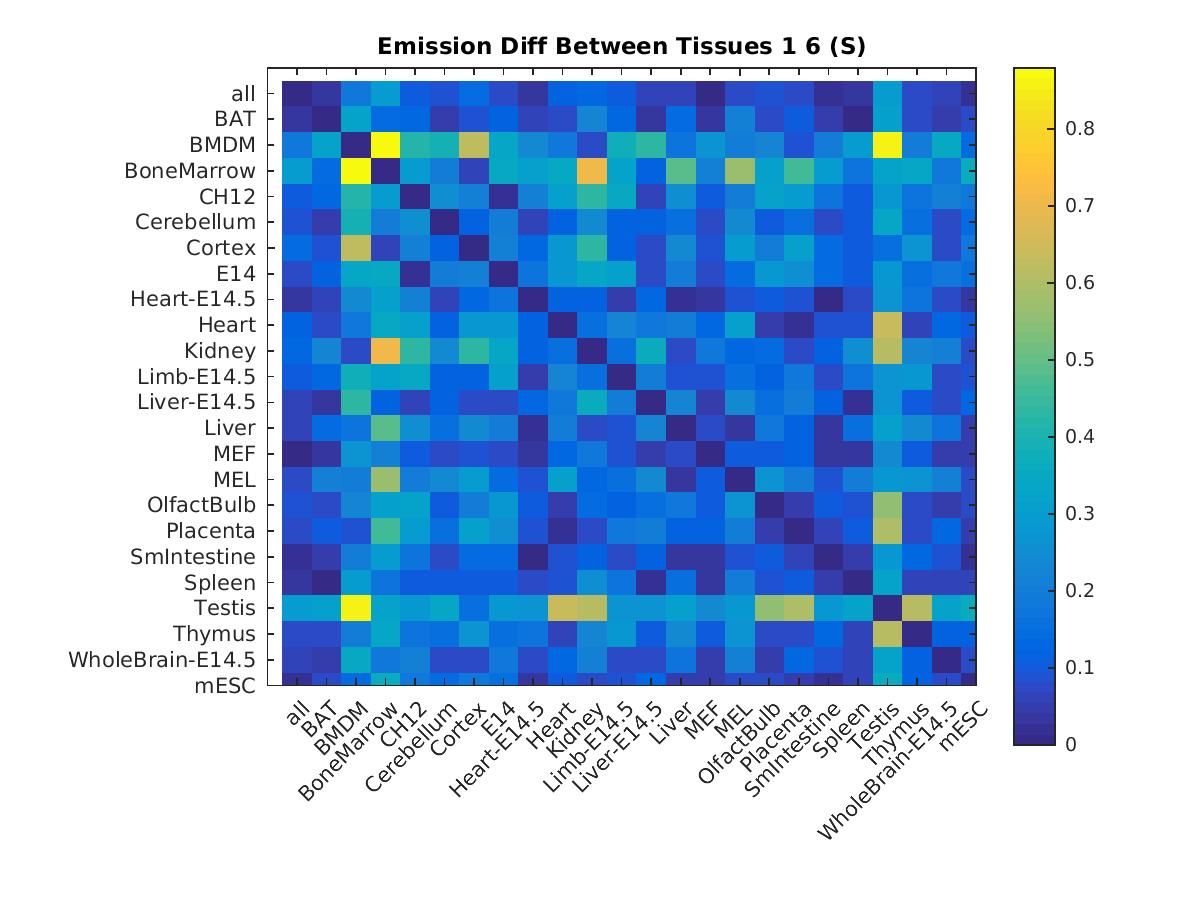 Emission Diff Between Tissues 1 6 (S)
all
BAT
BMDM
BoneMarrow
CH12
Cerebellum
Cortex
E14
Heart-E14.5
Heart
Kidney
Limb-E14.5
Liver-E14.5
Liver
MEF
MEL
OlfactBulb
Placenta
SmIntestine
Spleen
Testis
Thymus
WholeBrain-E14.5
mESC
all
BAT
BMDM
BoneMarrow
CH12
Cerebellum
Cortex
E14
Heart-E14.5
Heart
Kidney
Limb-E14.5
Liver-E14.5
Liver
MEF
MEL
OlfactBulb
Placenta
SmIntestine
Spleen
Testis
Thymus
WholeBrain-E14.5
mESC
0.8
0.7
0.6
0.5
0.4
0.3
0.2
0.1
0